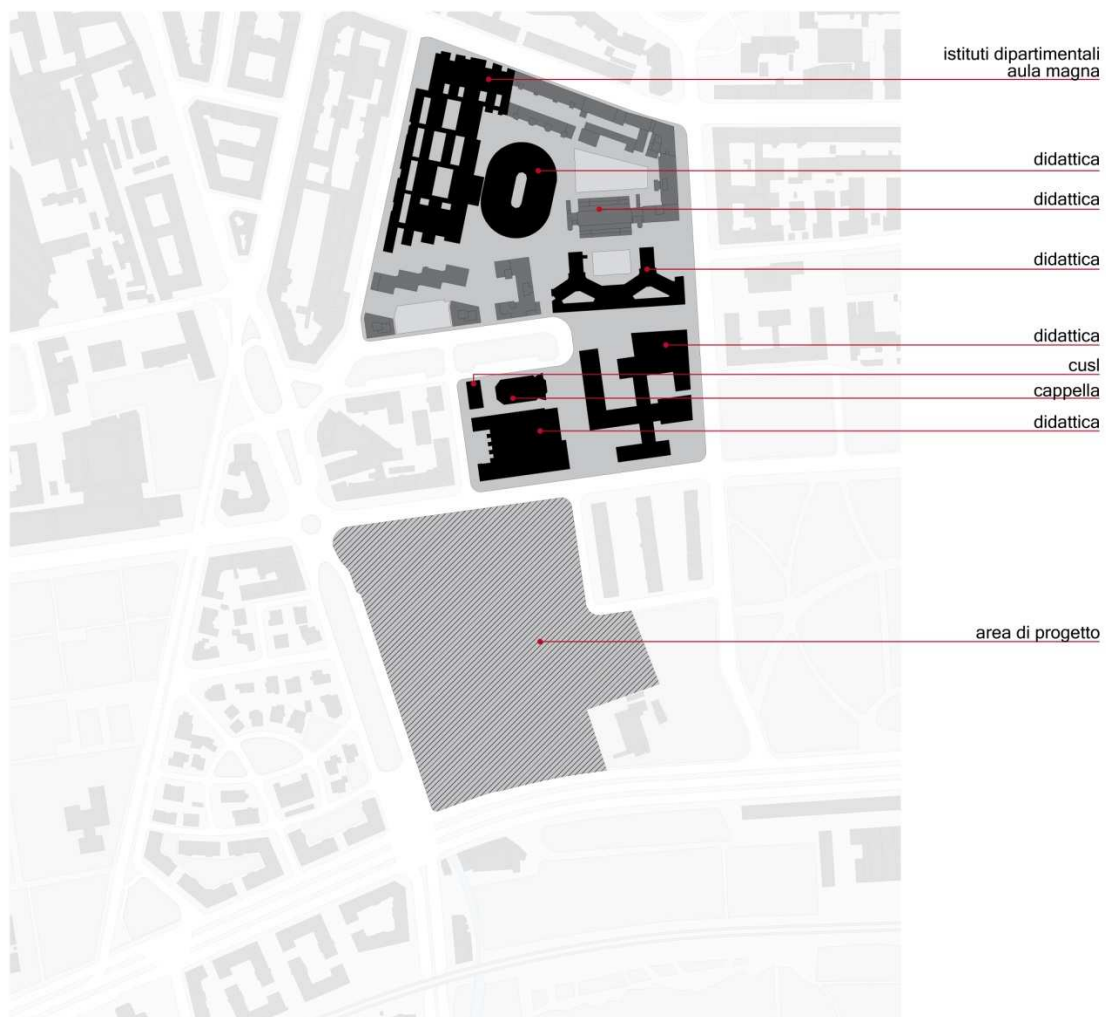 istituti dipartimentali
aula magna
didattica
didattica
didattica
didattica
cusl
cappella
didattica
area di progetto